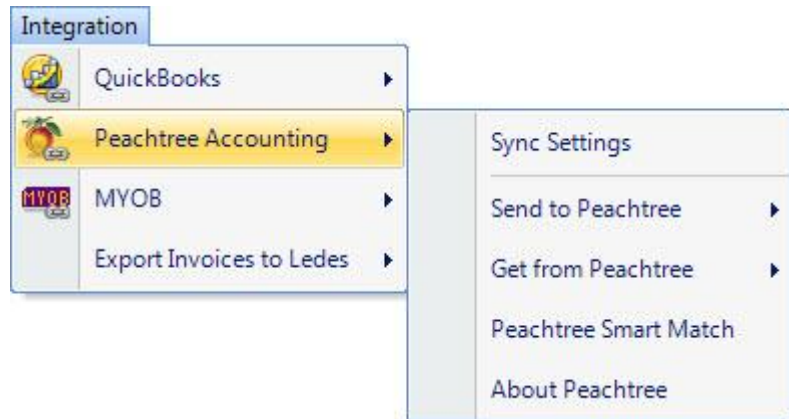 Integration
QuickBooks
Peachtree Accounting
MYOB
MYOB
Export Invoices to Ledes
Sync Settings
Send to Peachtree
Get from Peachtree
Peachtree Smart Match
About Peachtree